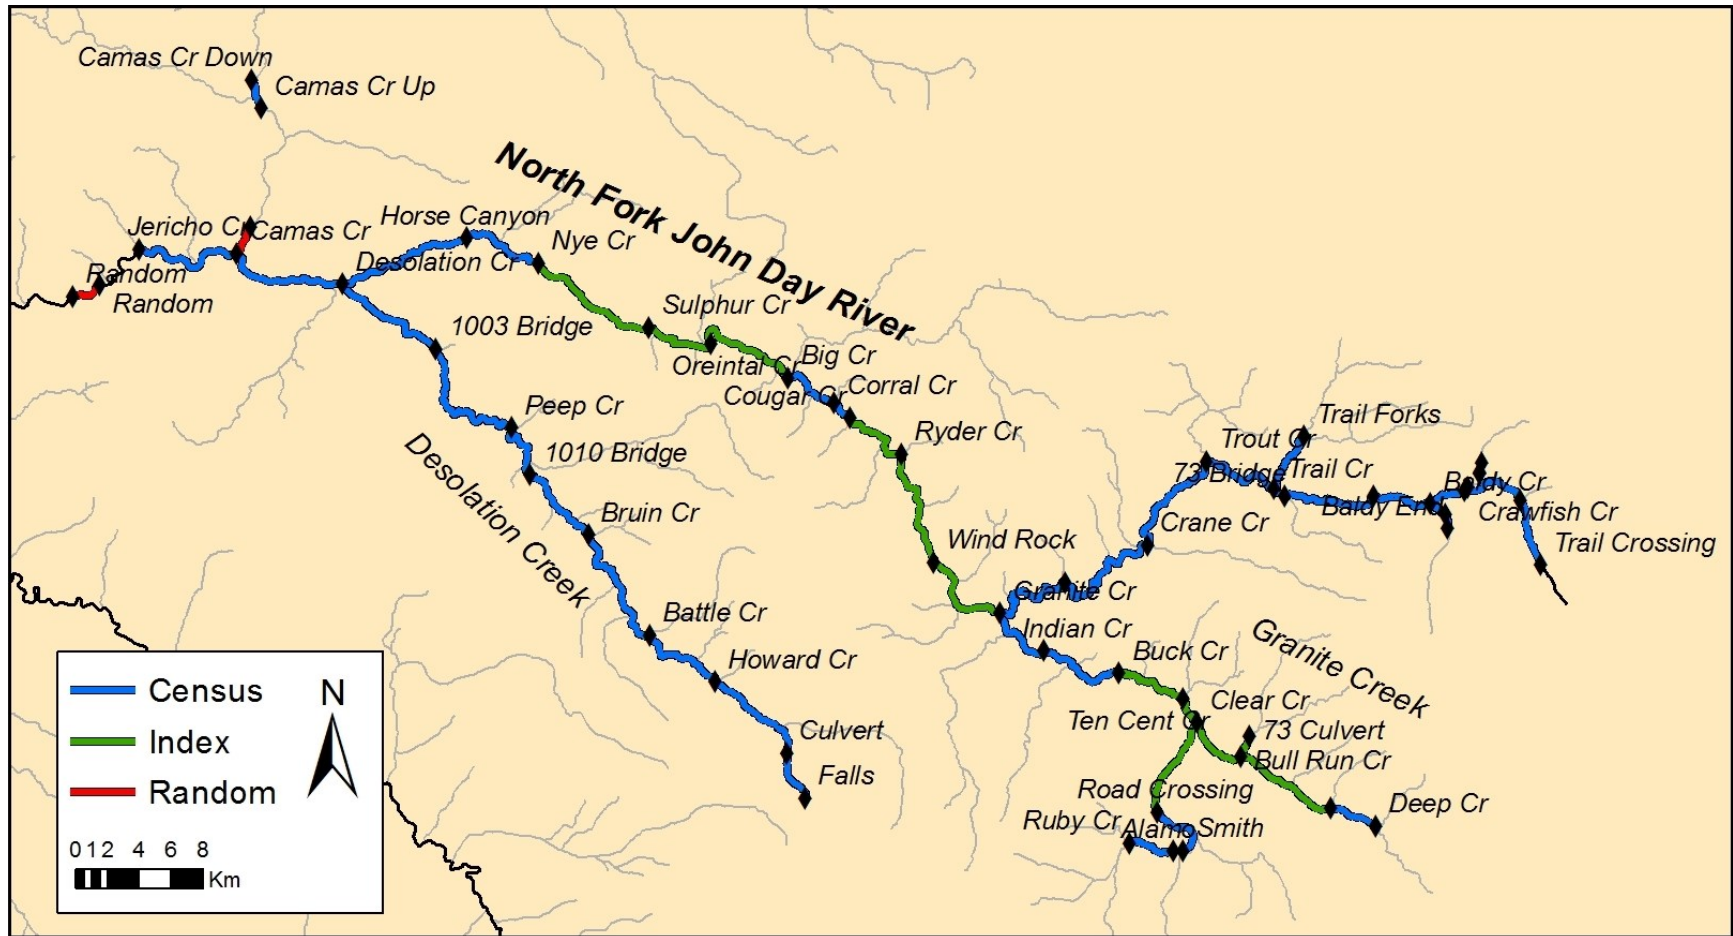 Camas Cr Down
Camas Cr Up
North Fork John Day River
Horse Canyon
Jericho Cr
Camas Cr
Nye Cr
Desolation Cr
Random
Random
Sulphur Cr
1003 Bridge
Oreintal Cr
Big Cr
Cougar Cr
Corral Cr
Peep Cr
Ryder Cr
Trail Forks
Trout Cr
1010 Bridge
73 Bridge
Trail Cr
Desolation Creek
Baldy Cr
Baldy End
Crawfish Cr
Bruin Cr
Crane Cr
Wind Rock
Trail Crossing
Granite Cr
Battle Cr
Indian Cr
Howard Cr
Buck Cr
Granite Creek
Clear Cr
Ten Cent Cr
Culvert
73 Culvert
Bull Run Cr
Falls
Road Crossing
Deep Cr
Ruby Cr
Alamo
Smith
Census
N
Index
Random
0 1 2 4 6 8
Km